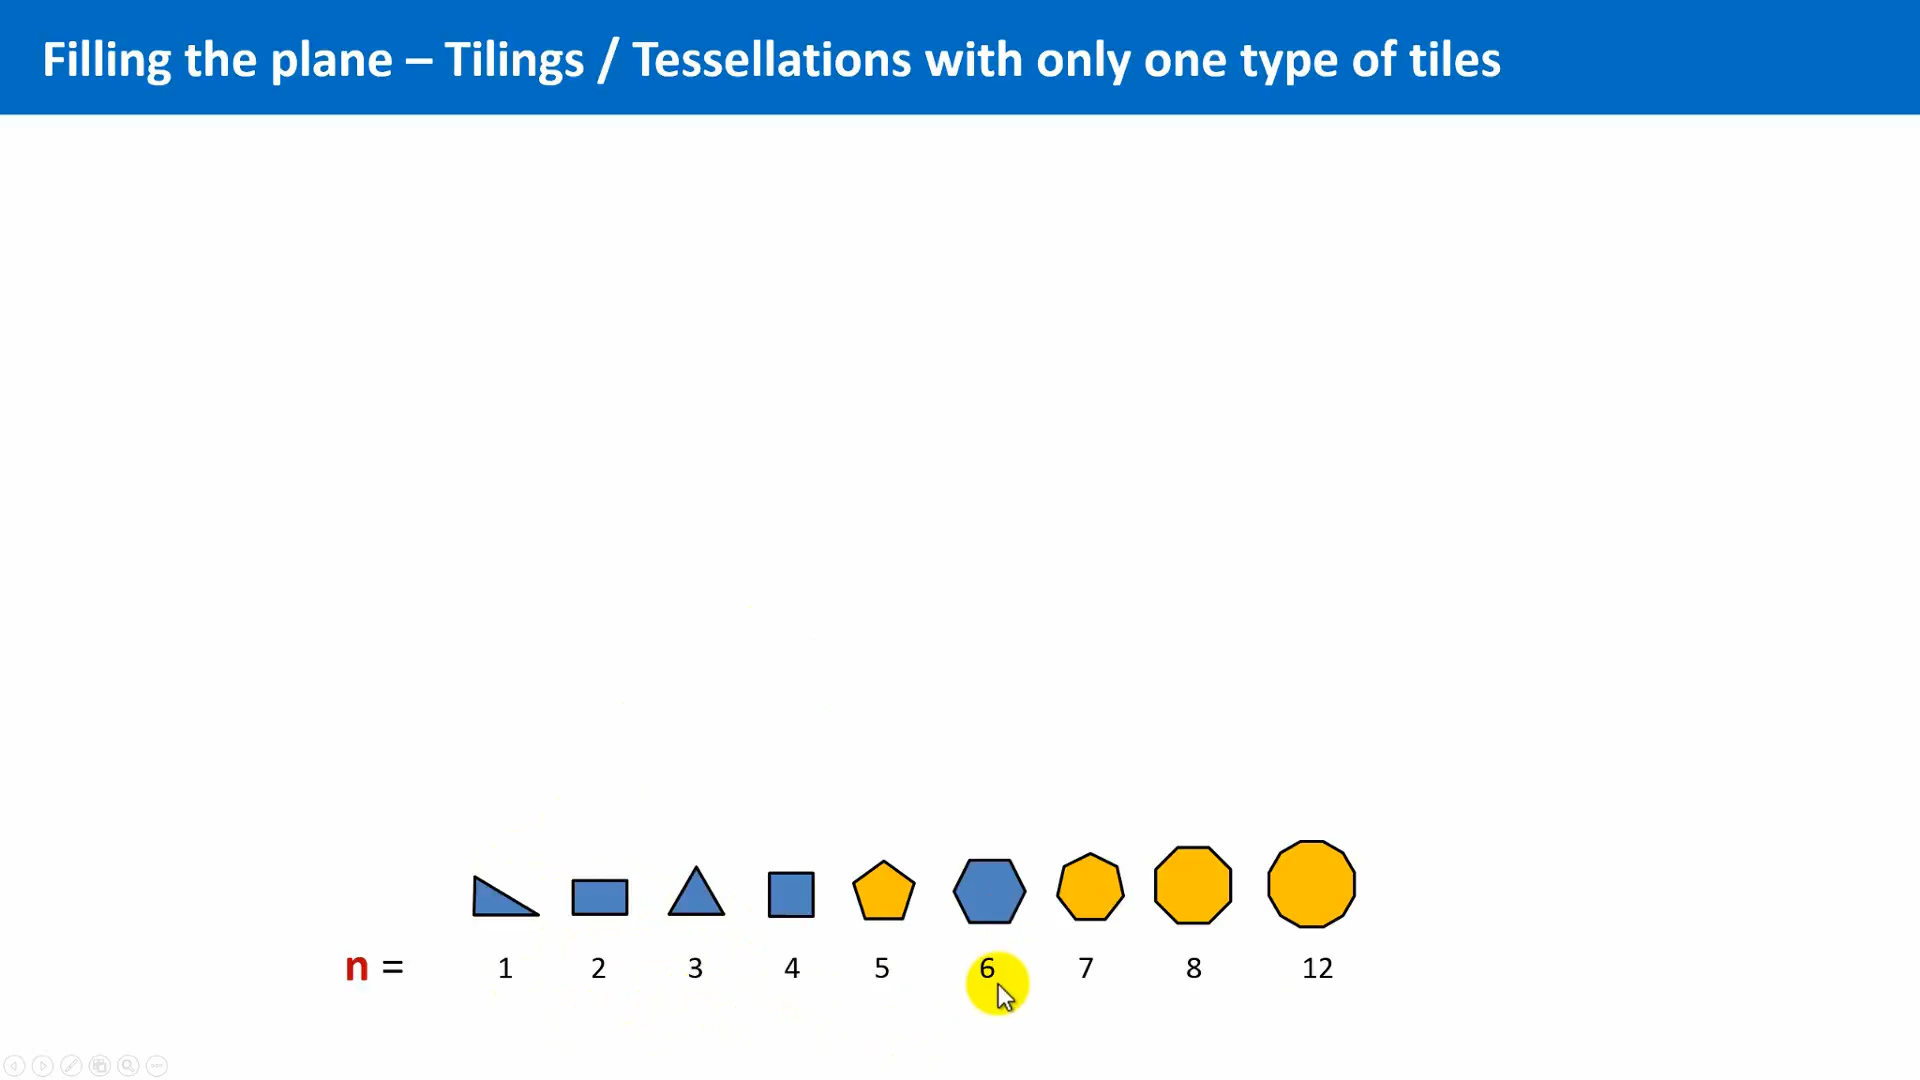 Filling the plane – Tilings / Tessellations with only one type of tiles
n = 1 2 3 4 5 6 7 8 12